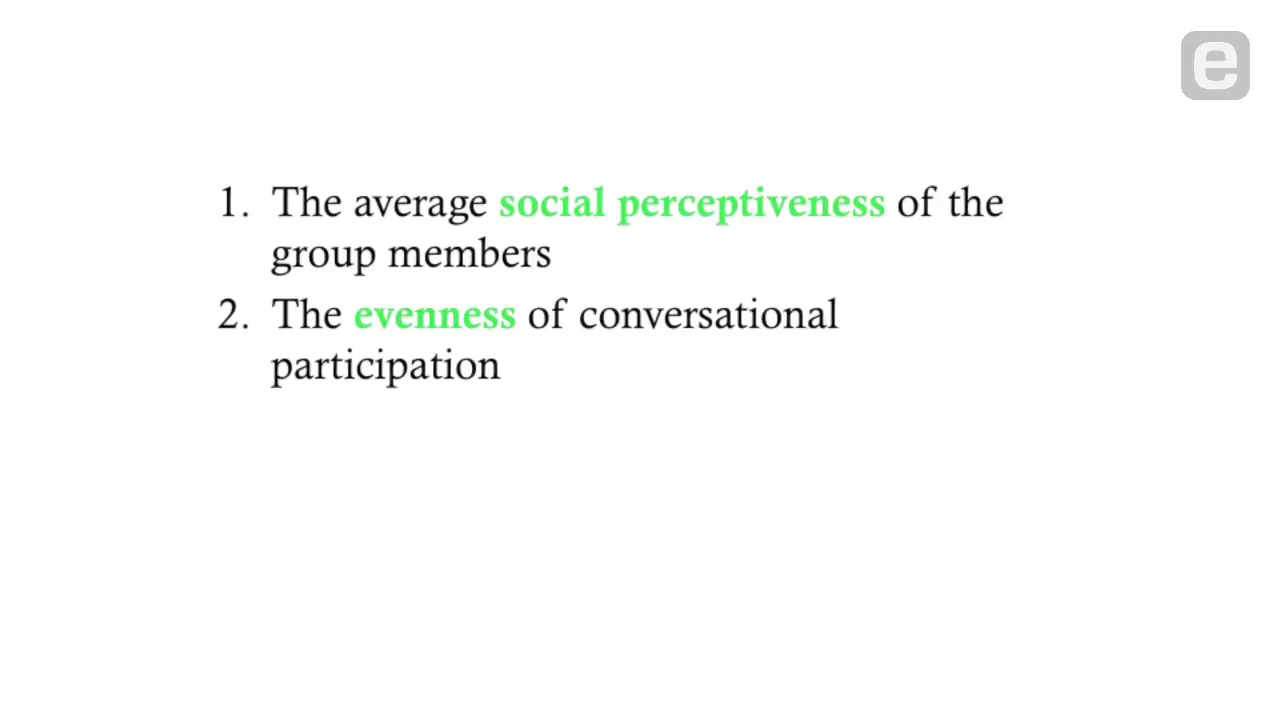 e
1. The average social perceptiveness of the
group members
2. The evenness of conversational
participation